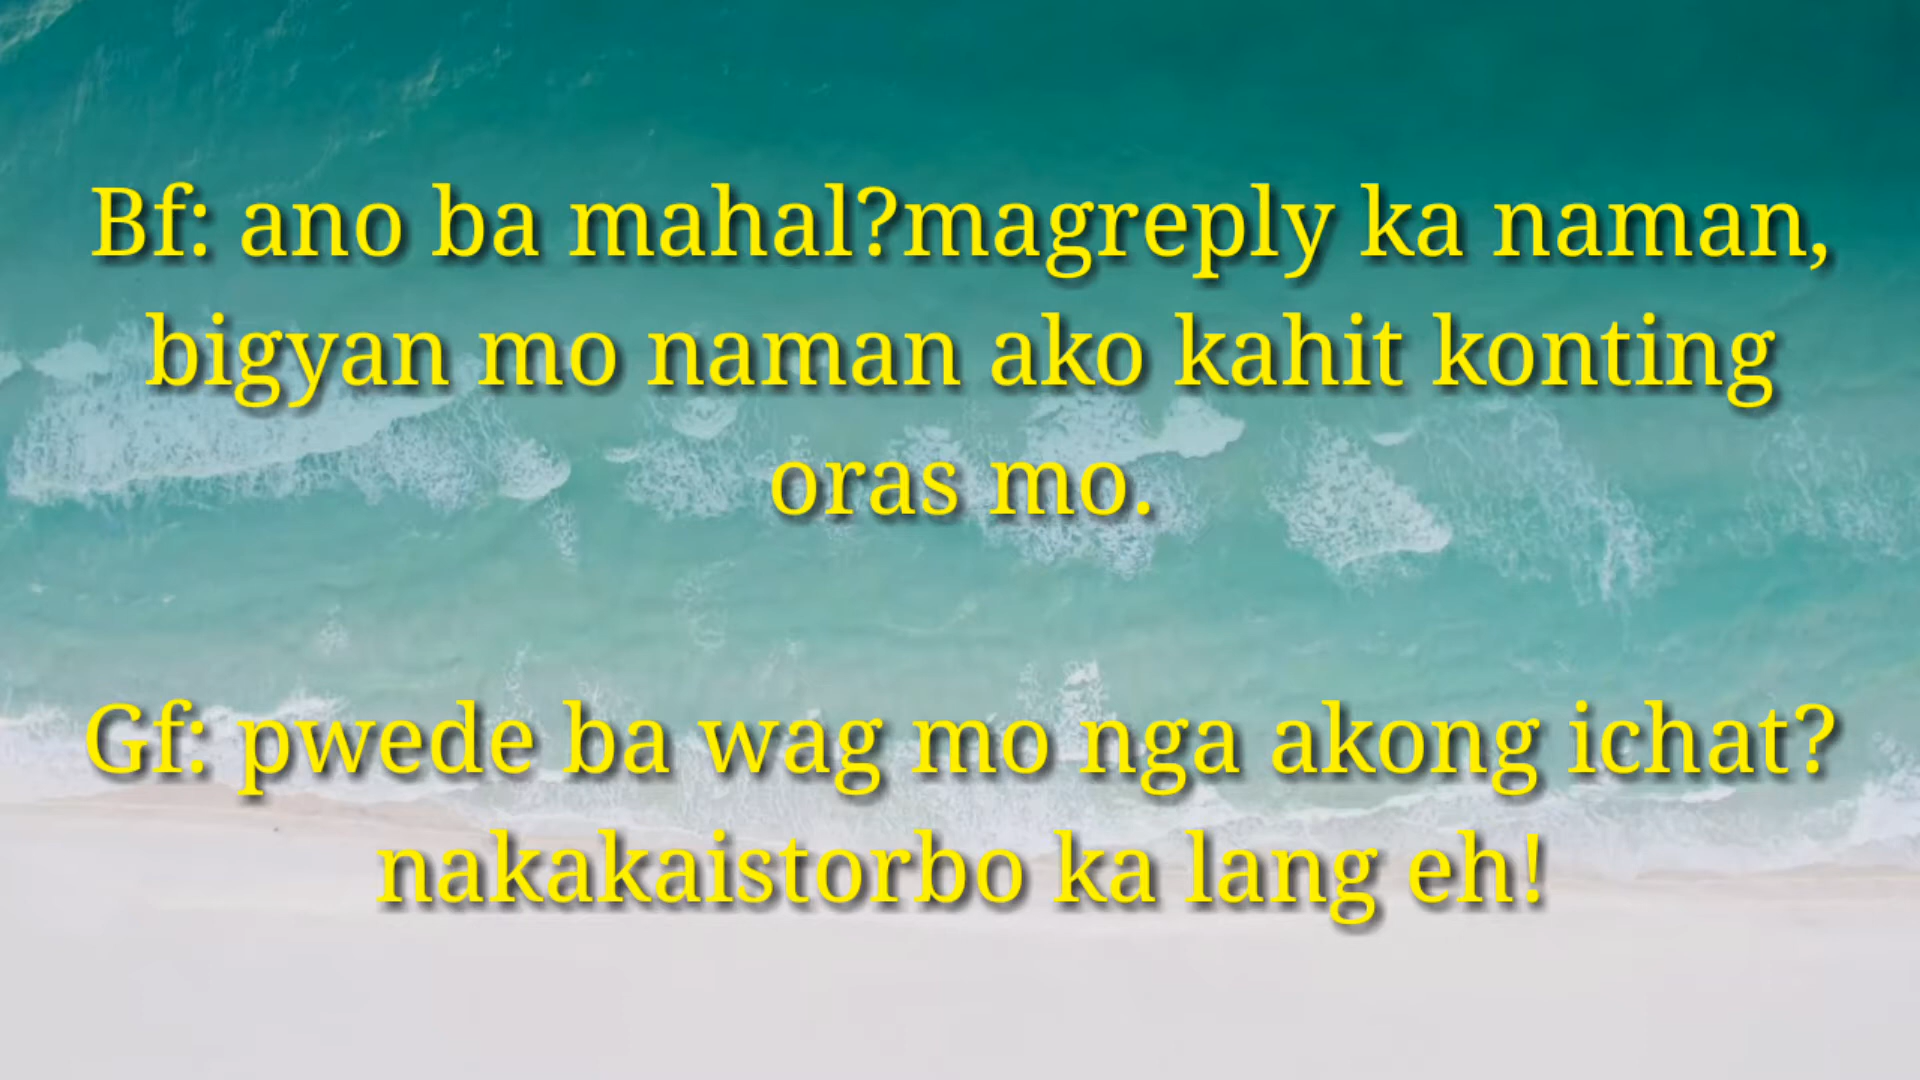 Bf: ano ba mahal?magreply ka naman,
bigyan mo naman ako kahit konting
oras mo.
Gf: pwede ba wag mo nga akong ichat?
nakakaistorbo ka lang eh!